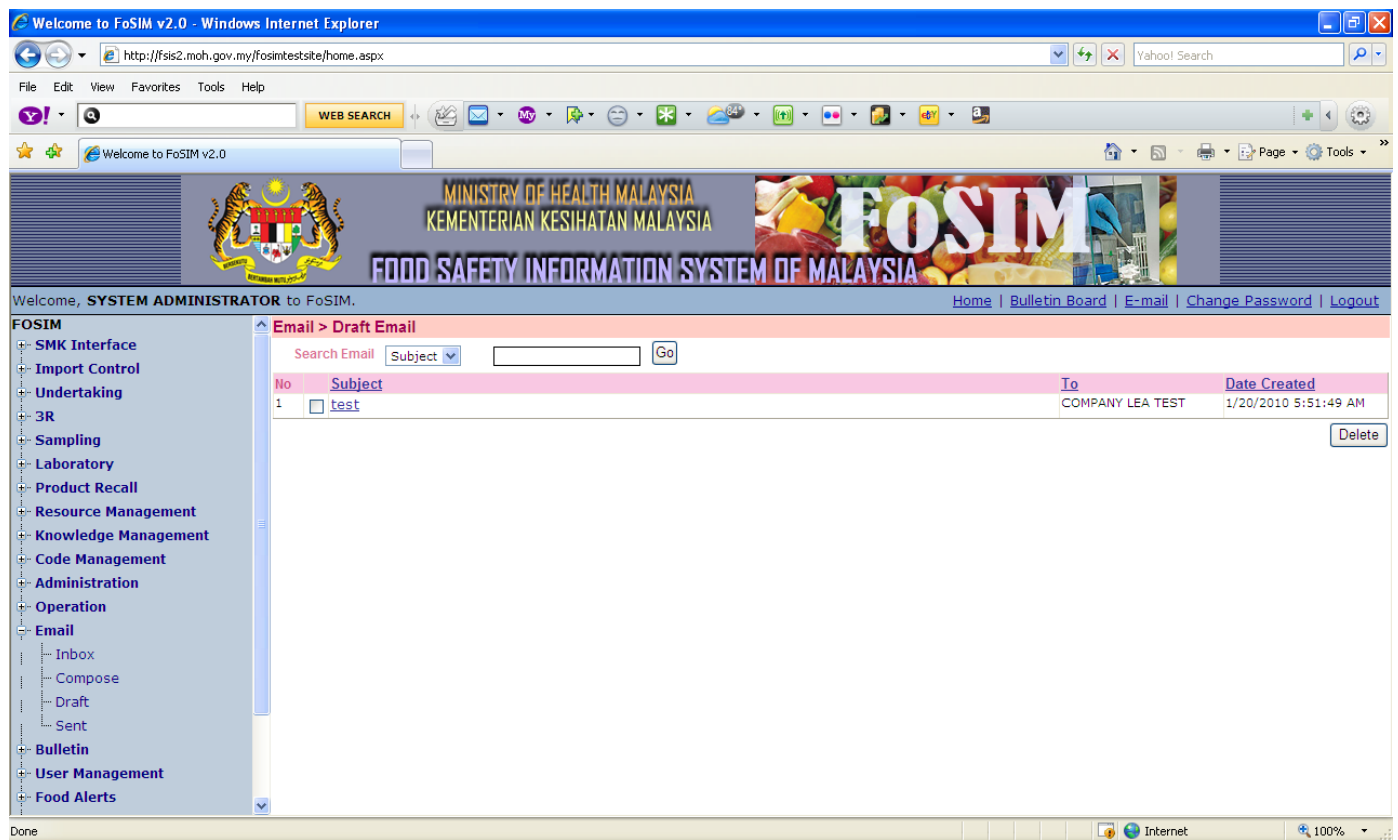 Welcome to FoSIM v2.0 - Windows Internet Explorer
http://fsis2.moh.gov.my/fosimtestsite/home.aspx
Yahoo! Search
File Edit View Favorites Tools Help
WEB SEARCH
Welcome to FoSIM v2.0
Page Tools
MINISTRY OF HEALTH MALAYSIA
KEMENTERIAN KESIHATAN MALAYSIA
FoSIM
FOOD SAFETY INFORMATION SYSTEM OF MALAYSIA
Welcome, SYSTEM ADMINISTRATOR to FoSIM.
Home | Bulletin Board | E-mail | Change Password | Logout
FOSIM
SMK Interface
Import Control
Undertaking
3R
Sampling
Laboratory
Product Recall
Resource Management
Knowledge Management
Code Management
Administration
Operation
Email
Inbox
Compose
Draft
Sent
Bulletin
User Management
Food Alerts
Email > Draft Email
Search Email Subject Go
No Subject To Date Created
1 test COMPANY LEA TEST 1/20/2010 5:51:49 AM
Delete
Done
Internet
100%